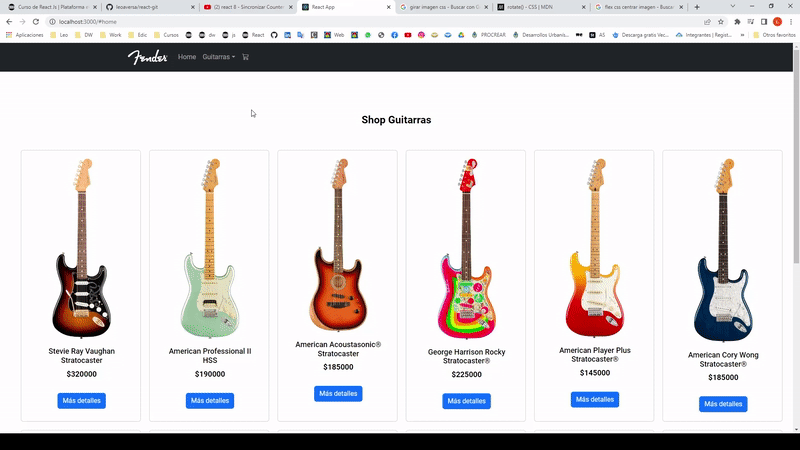 Curso de React Js | Plataforma v
leoaversa/react-git
(2) react 8 - Sincronizar Counte
React App
girar imagen css - Buscar con G
rotate() - CSS | MDN
flex css centrar imagen - Busca
localhost:3000/#home
Aplicaciones
Leo
DW
Edic
Cursos
dw
js
React
Web
PROCREAR
Desarrollos Urbanís...
AS
Descarga gratis Vec...
Integrantes | Regist...
Otros favoritos
Fender
Home
Guitarras
Shop Guitarras
Stevie Ray Vaughan
Stratocaster
$320000
Más detalles
American Professional II
HSS
$190000
Más detalles
American Acoustasonic®
Stratocaster
$185000
Más detalles
George Harrison Rocky
Stratocaster®
$225000
Más detalles
American Player Plus
Stratocaster®
$145000
Más detalles
American Cory Wong
Stratocaster®
$185000
Más detalles